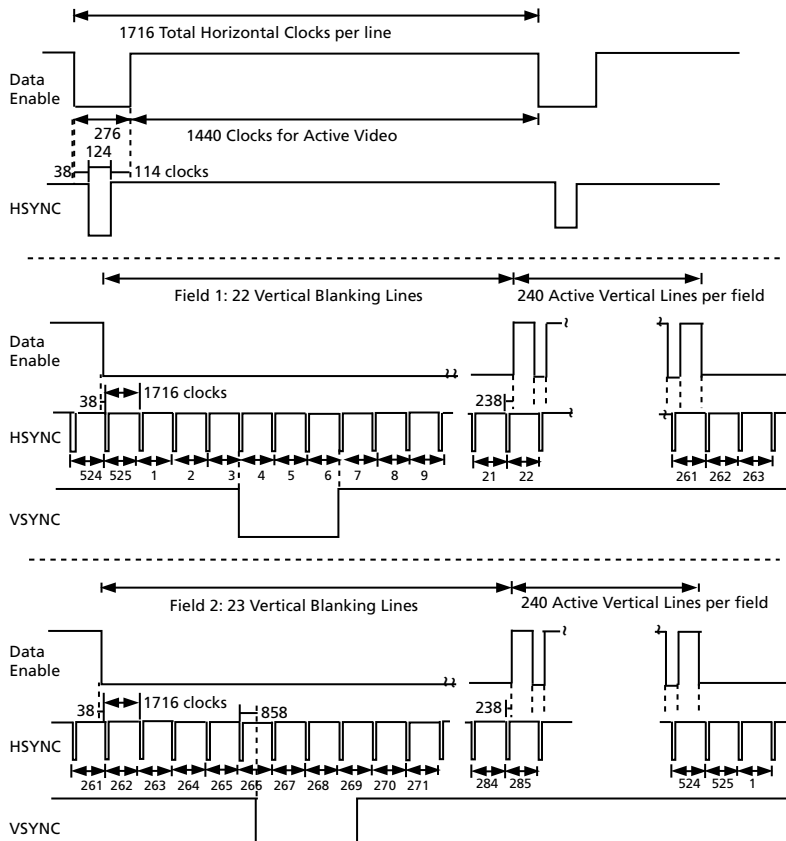 1716 Total Horizontal Clocks per line
Data
Enable
276
1440 Clocks for Active Video
124
38
114 clocks
HSYNC
Field 1: 22 Vertical Blanking Lines
240 Active Vertical Lines per field
Data
Enable
1716 clocks
38
238
HSYNC
524 525 1 2 3 4 5 6 7 8 9 21 22 261 262 263
VSYNC
Field 2: 23 Vertical Blanking Lines
240 Active Vertical Lines per field
Data
Enable
1716 clocks
38
858
238
HSYNC
261 262 263 264 265 266 267 268 269 270 271 284 285 524 525 1
VSYNC